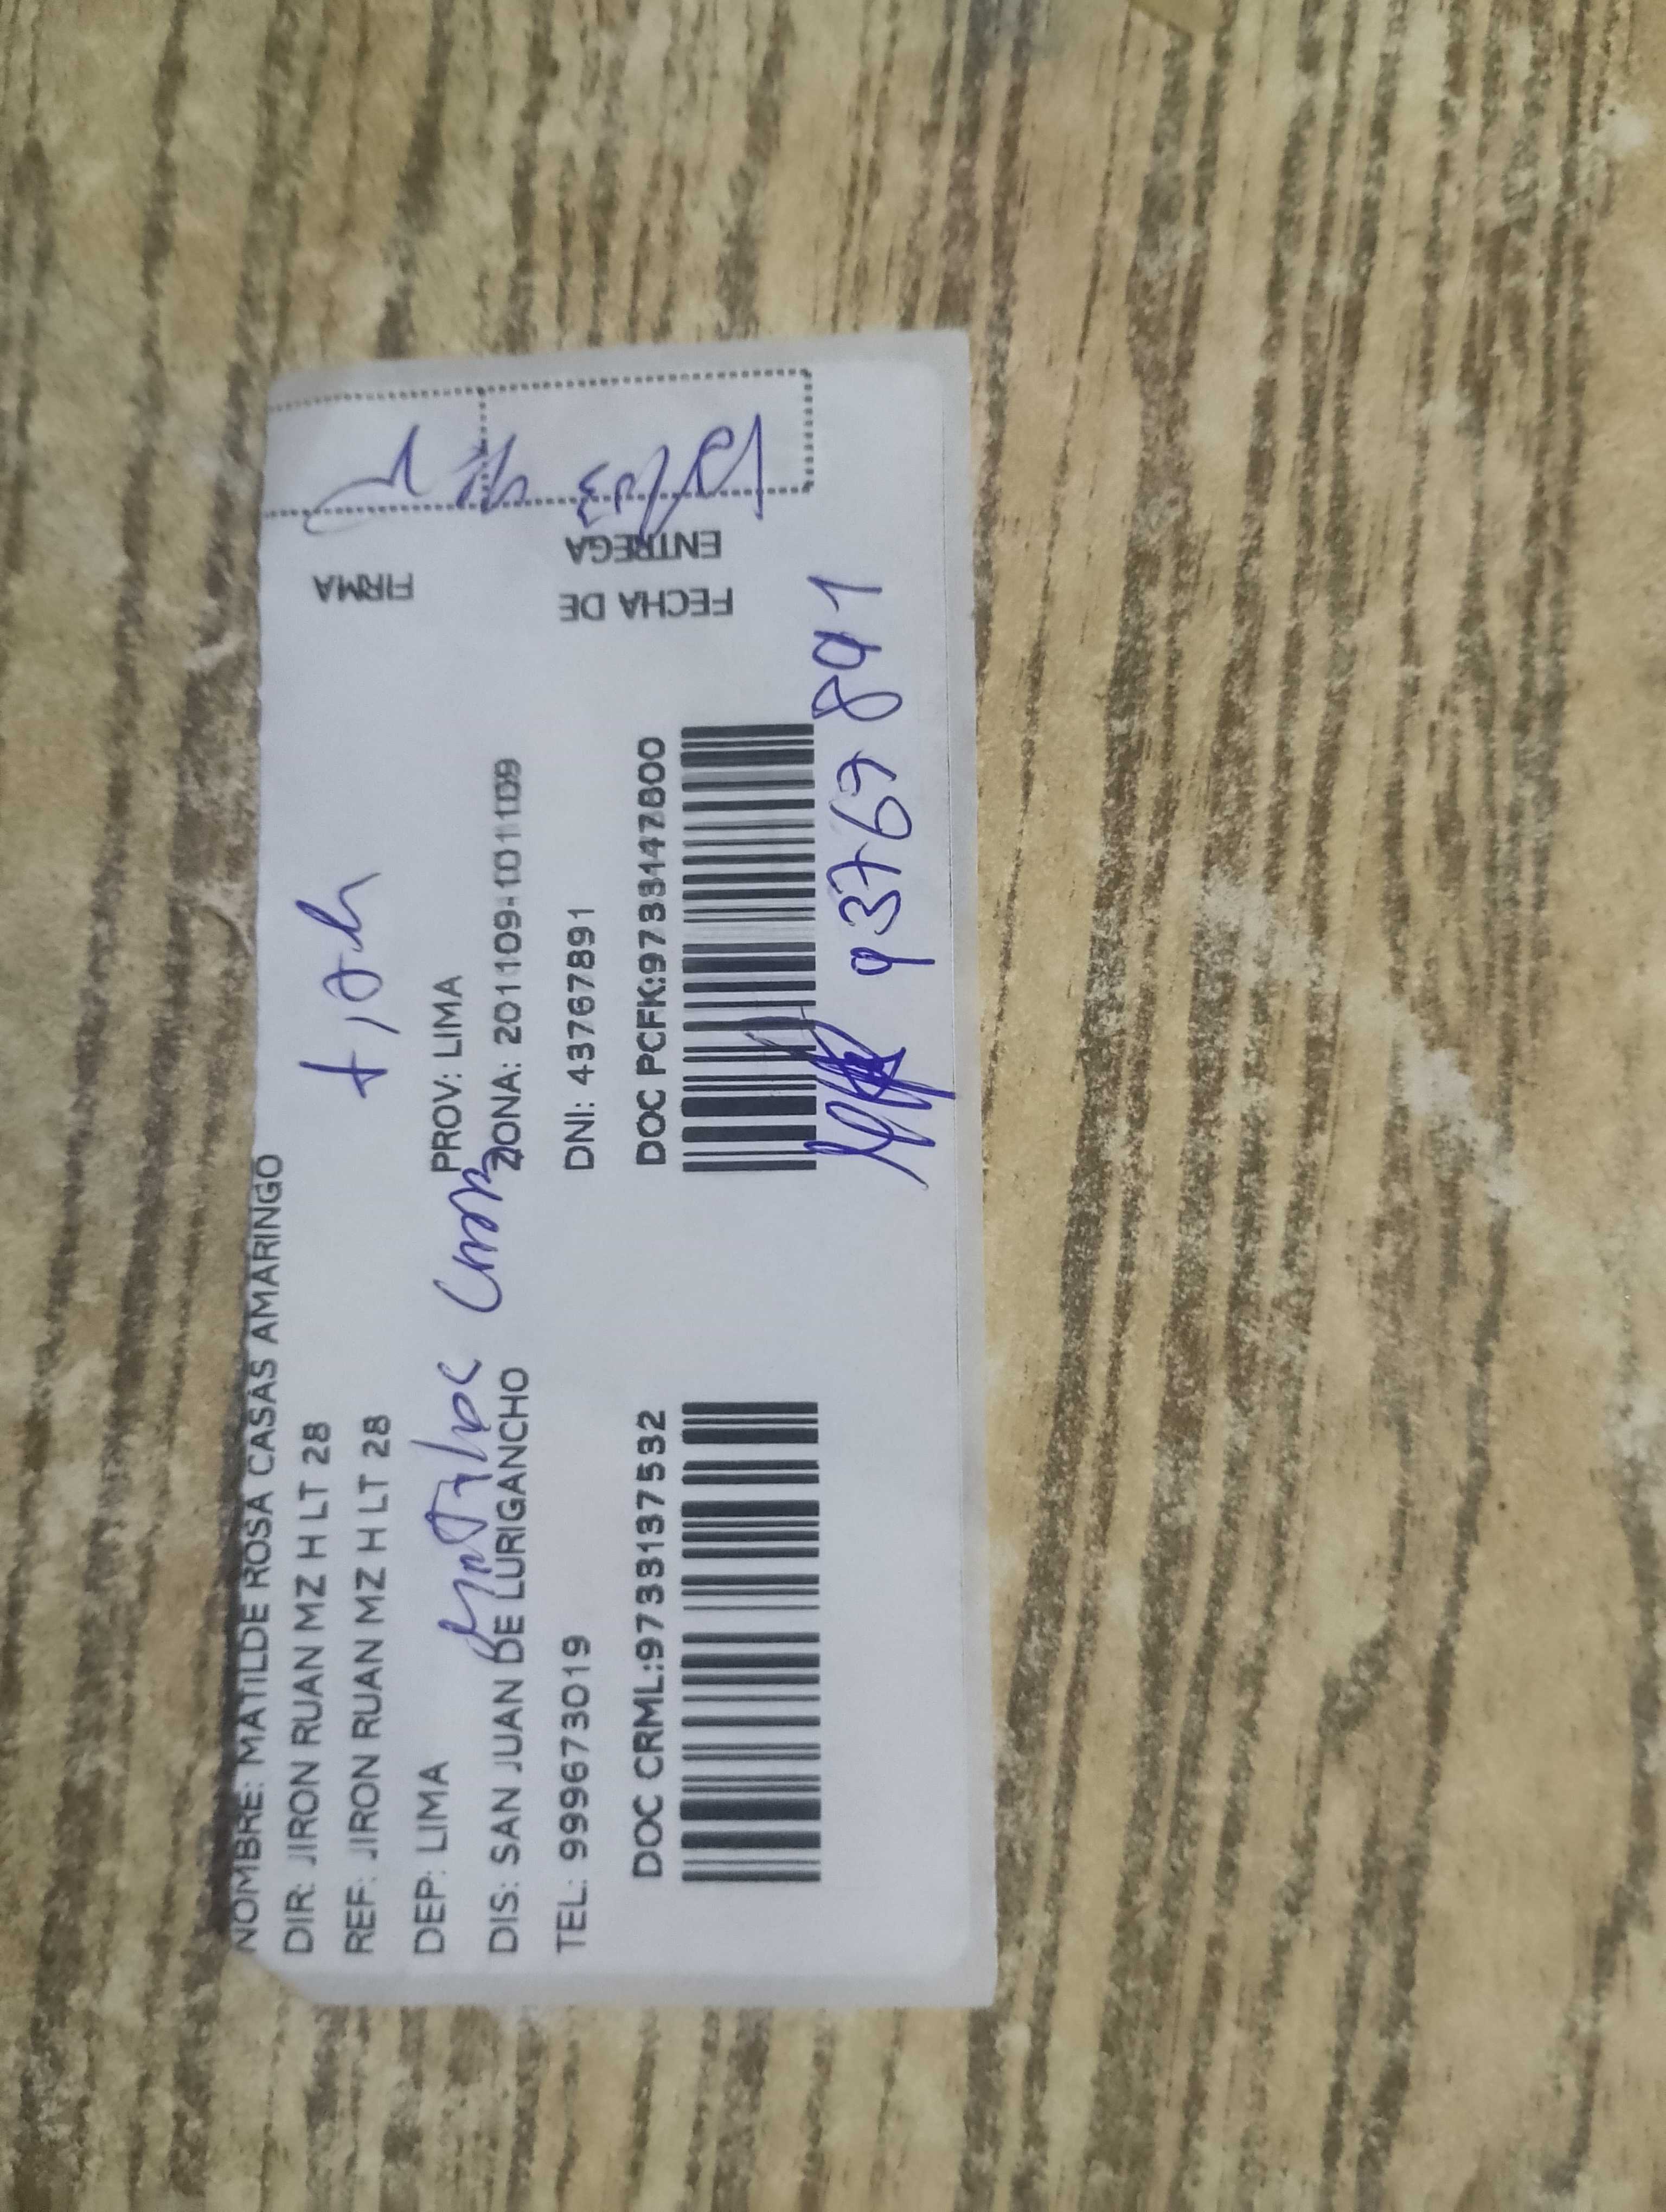 NOMBRE: MATILDE ROSA CASAS AMARINGO
DIR: JIRON RUAN MZ H LT 28
REF: JIRON RUAN MZ H LT 28
DEP: LIMA PROV: LIMA
Matilde Casas
DIS: SAN JUAN DE LURIGANCHO ZONA: 201109-101109
TEL: 999673019 DNI: 43767891
DOC CRML:9733137532 DOC PCFK:9733147800
43767891
FIRMA
FECHA DE
ENTREGA